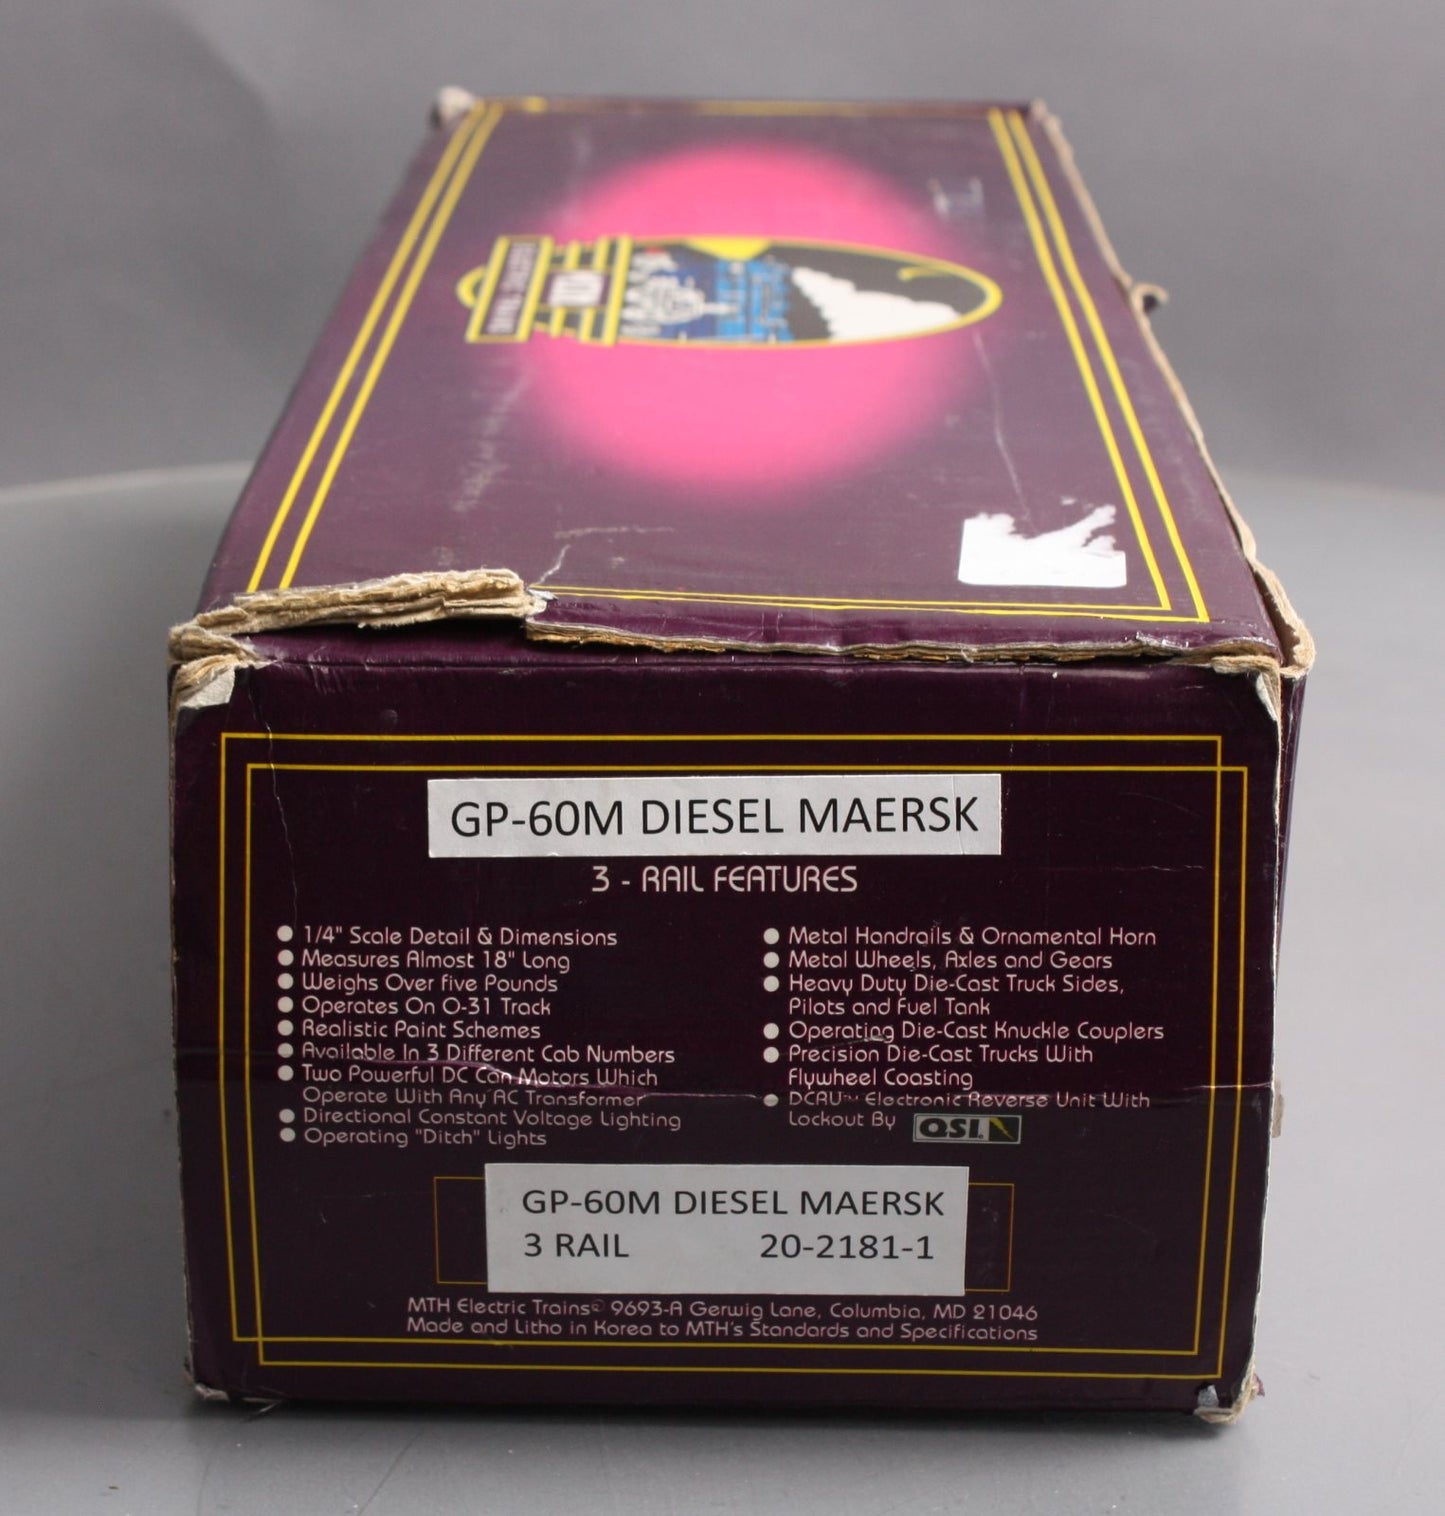 ELECTRIC TRAINS
MTH
GP-60M DIESEL MAERSK
3 - RAIL FEATURES
1/4" Scale Detail & Dimensions
Measures Almost 18" Long
Weighs Over Five Pounds
Operates On O-31 Track
Realistic Paint Schemes
Available In 3 Different Cab Numbers
Two Powerful DC Can Motors Which
Operate With Any AC Transformer
Directional Constant Voltage Lighting
Operating "Ditch" Lights
Metal Handrails & Ornamental Horn
Metal Wheels, Axles and Gears
Heavy Duty Die-Cast Truck Sides,
Pilots and Fuel Tank
Operating Die-Cast Knuckle Couplers
Precision Die-Cast Trucks With
Flywheel Coasting
DCRU™ Electronic Reverse Unit With
Lockout By QSI.
GP-60M DIESEL MAERSK
3 RAIL 20-2181-1
MTH Electric Trains© 9693-A Gerwig Lane, Columbia, MD 21046
Made and Litho in Korea to MTH's Standards and Specifications